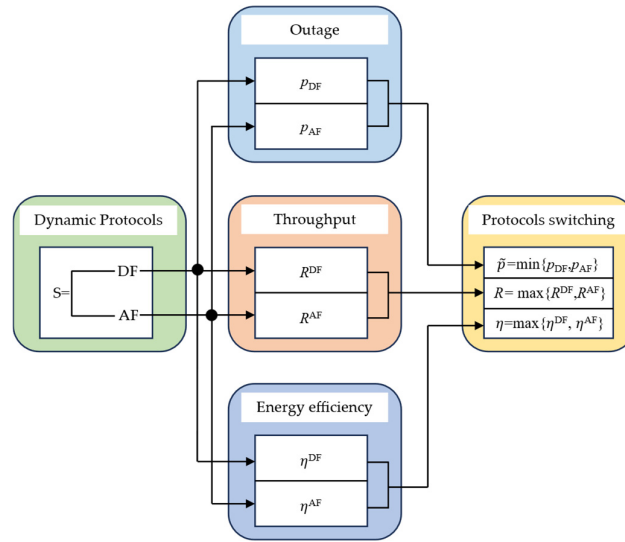 Outage
p_DF
p_AF
Dynamic Protocols
S=
DF
AF
Throughput
R^DF
R^AF
Protocols switching
p̃=min{p_DF,p_AF}
R= max{R^DF,R^AF}
η=max{η^DF, η^AF}
Energy efficiency
η^DF
η^AF